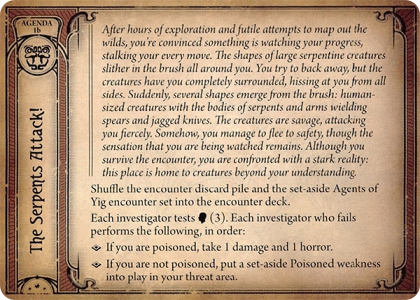 AGENDA
1b
The Serpents Attack!
After hours of exploration and futile attempts to map out the
wilds, you're convinced something is watching your progress,
stalking your every move. The shapes of large serpentine creatures
slither in the brush all around you. You try to back away, but the
creatures have you completely surrounded, hissing at you from all
sides. Suddenly, several shapes emerge from the brush: human-
sized creatures with the bodies of serpents and arms wielding
spears and jagged knives. The creatures are savage, attacking
you fiercely. Somehow, you manage to flee to safety, though
the sensation that you are being watched remains. Although you
survive the encounter, you are confronted with a stark reality:
this place is home to creatures beyond your understanding.
Shuffle the encounter discard pile and the set-aside Agents of
Yig encounter set into the encounter deck.
Each investigator tests (3). Each investigator who fails
performs the following, in order:
If you are poisoned, take 1 damage and 1 horror.
If you are not poisoned, put a set-aside Poisoned weakness
into play in your threat area.